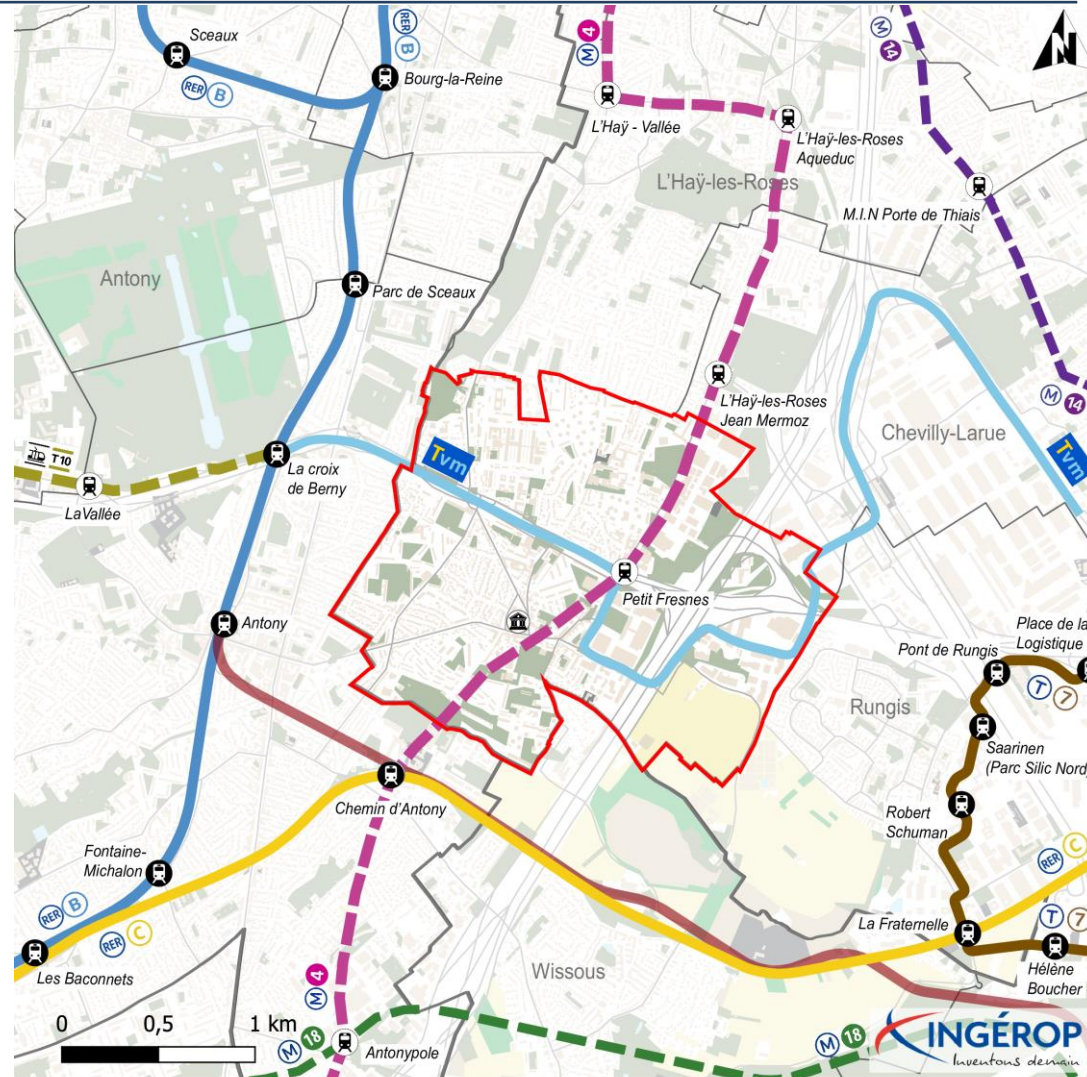 Sceaux
RER B
RER B
Bourg-la-Reine
M 4
L'Haÿ - Vallée
L'Haÿ-les-Roses
Aqueduc
M 14
N
L'Haÿ-les-Roses
M.I.N Porte de Thiais
Antony
Parc de Sceaux
L'Haÿ-les-Roses
Jean Mermoz
M 14
Chevilly-Larue
Tvm
Tvm
T10
La croix
de Berny
La Vallée
Petit Fresnes
Antony
Place de la
Logistique
Pont de Rungis
T 7
Rungis
Saarinen
(Parc Silic Nord
Robert
Schuman
Chemin d'Antony
Fontaine-
Michalon
RER B
RER C
RER C
T 7
La Fraternelle
Les Baconnets
Hélène
Boucher
Wissous
M 4
0 0,5 1 km
M 18
Antonypole
M 18
INGÉROP
Inventons demain